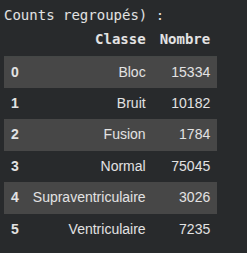 Counts regroupés) :
Classe Nombre
0 Bloc 15334
1 Bruit 10182
2 Fusion 1784
3 Normal 75045
4 Supraventriculaire 3026
5 Ventriculaire 7235